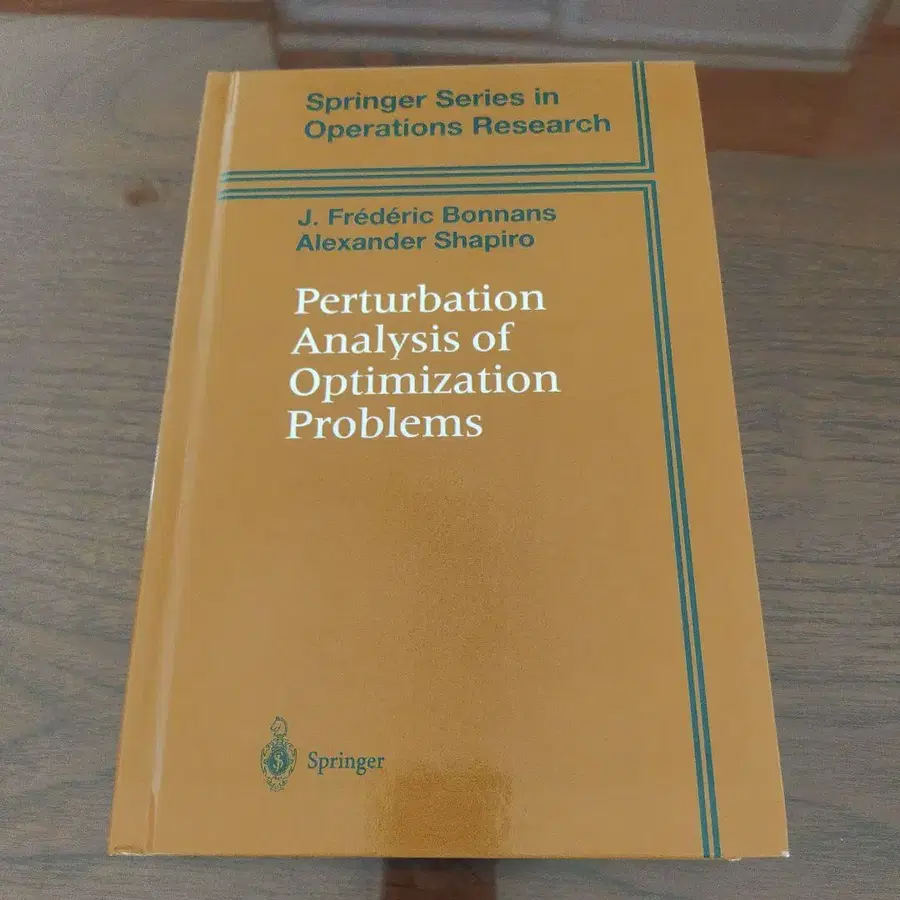 Springer Series in
Operations Research
J. Frédéric Bonnans
Alexander Shapiro
Perturbation
Analysis of
Optimization
Problems
Springer